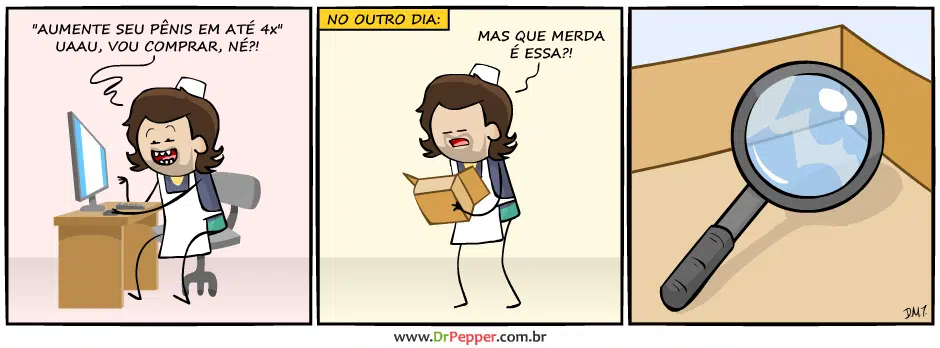 "AUMENTE SEU PÊNIS EM ATÉ 4x"
UAAU, VOU COMPRAR, NÉ?!
NO OUTRO DIA:
MAS QUE MERDA
É ESSA?!
www.DrPepper.com.br